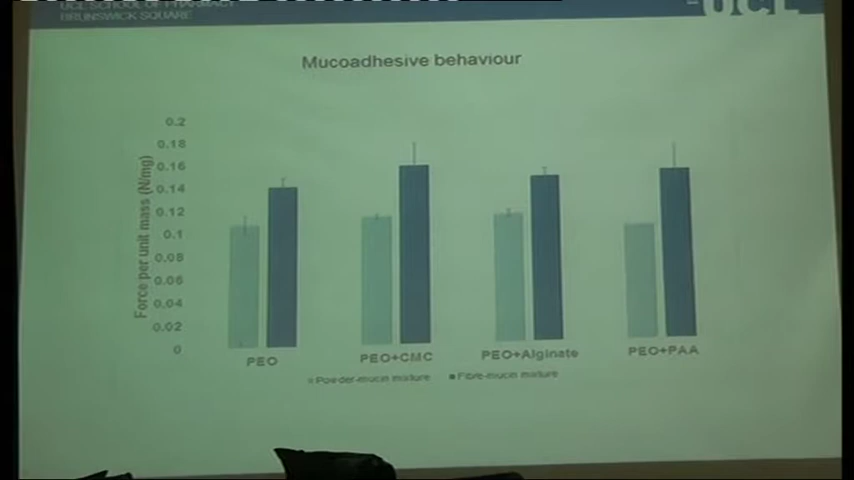 UCL SCHOOL OF PHARMACY
BRUNSWICK SQUARE
UCL
Mucoadhesive behaviour
Force per unit mass (N/mg)
0.2
0.18
0.16
0.14
0.12
0.1
0.08
0.06
0.04
0.02
0
PEO
PEO+CMC
PEO+Alginate
PEO+PAA
Powder-mucin mixture
Fibre-mucin mixture